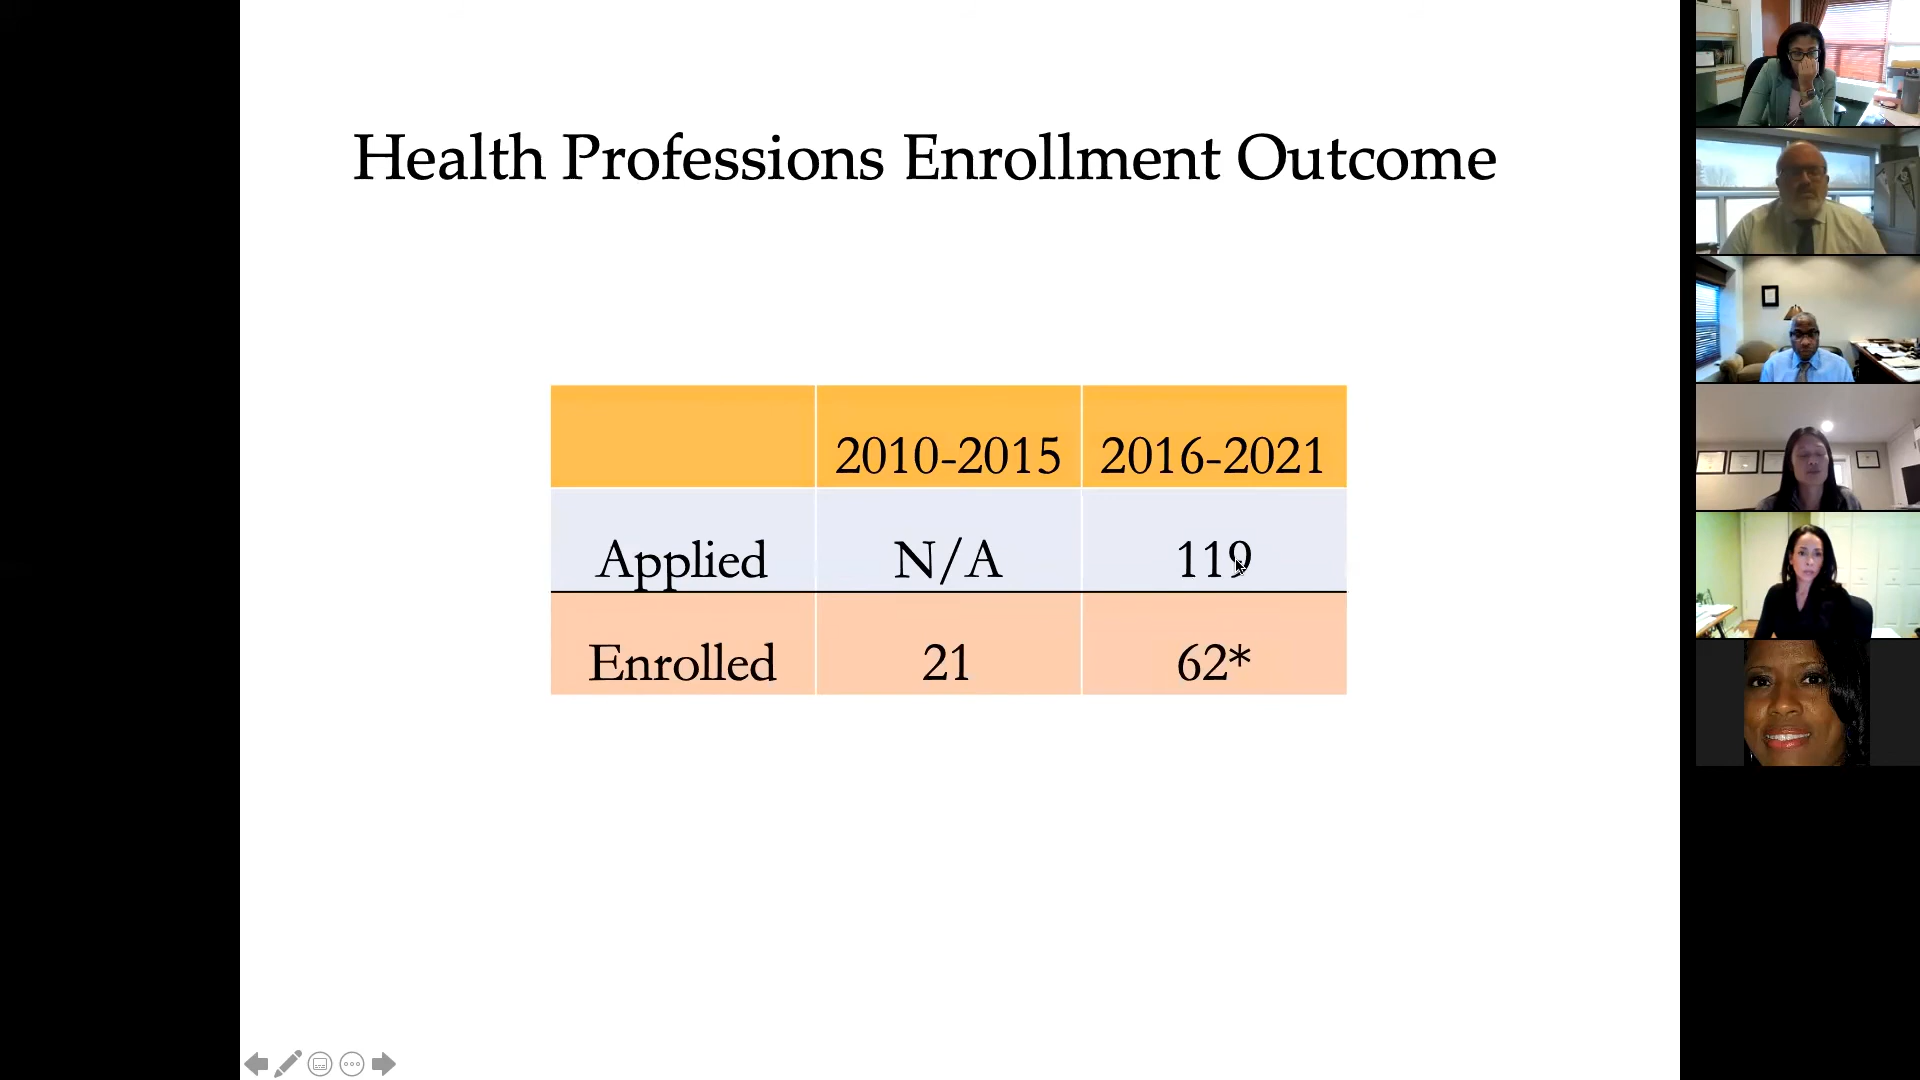 Health Professions Enrollment Outcome
2010-2015 2016-2021
Applied N/A 119
Enrolled 21 62*